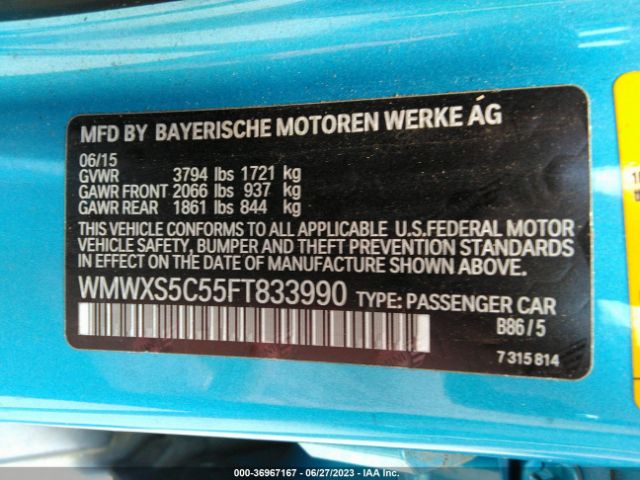 MFD BY BAYERISCHE MOTOREN WERKE AG
06/15
GVWR 3794 lbs 1721 kg
GAWR FRONT 2066 lbs 937 kg
GAWR REAR 1861 lbs 844 kg
THIS VEHICLE CONFORMS TO ALL APPLICABLE U.S.FEDERAL MOTOR
VEHICLE SAFETY, BUMPER AND THEFT PREVENTION STANDARDS
IN EFFECT ON THE DATE OF MANUFACTURE SHOWN ABOVE.
WMWXS5C55FT833990 TYPE: PASSENGER CAR
B86/5
7 315 814
000-36967167 / 06/27/2023 - IAA Inc.